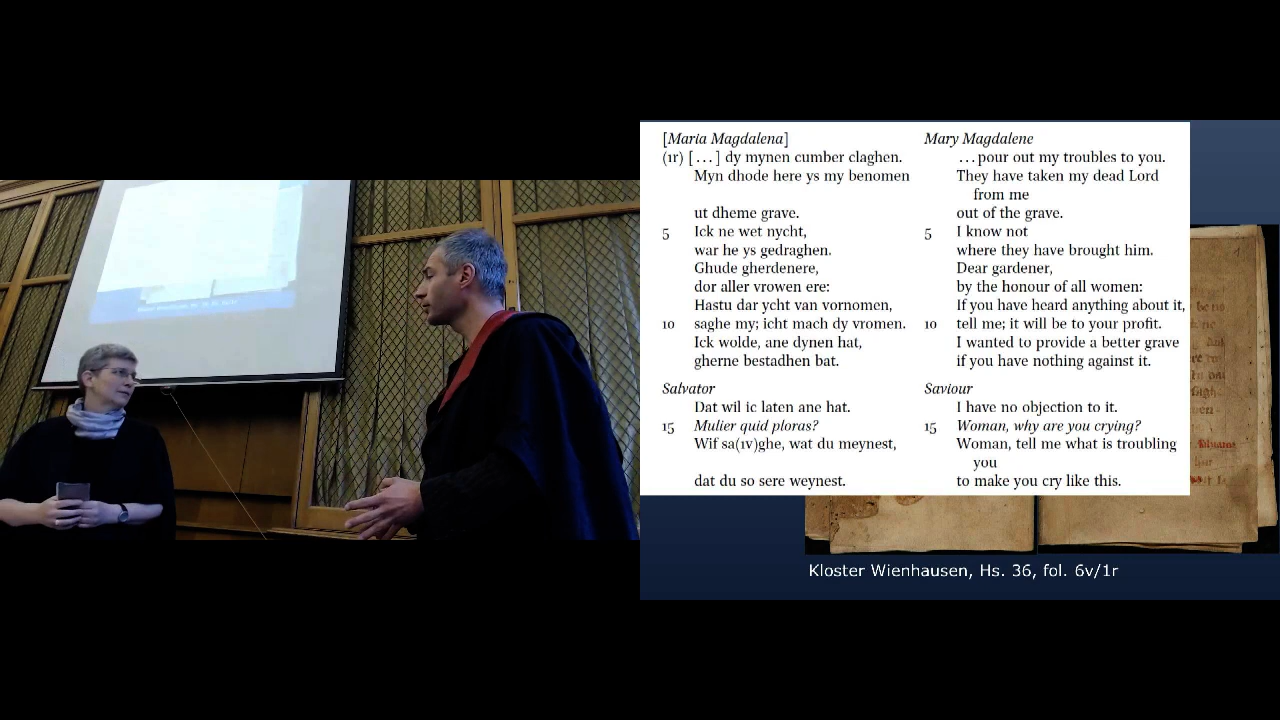 [Maria Magdalena]
(1r) [...] dy mynen cumber claghen.
Myn dhode here ys my benomen
ut dheme grave.
5 Ick ne wet nycht,
war he ys gedraghen.
Ghude gherdenere,
dor aller vrowen ere:
Hastu dar ycht van vornomen,
10 saghe my; icht mach dy vromen.
Ick wolde, ane dynen hat,
gherne bestadhen bat.
Salvator
Dat wil ic laten ane hat.
15 Mulier quid ploras?
Wif sa(1v)ghe, wat du meynest,
dat du so sere weynest.
Mary Magdalene
...pour out my troubles to you.
They have taken my dead Lord
from me
out of the grave.
5 I know not
where they have brought him.
Dear gardener,
by the honour of all women:
If you have heard anything about it,
10 tell me; it will be to your profit.
I wanted to provide a better grave
if you have nothing against it.
Saviour
I have no objection to it.
15 Woman, why are you crying?
Woman, tell me what is troubling
you
to make you cry like this.
Kloster Wienhausen, Hs. 36, fol. 6v/1r